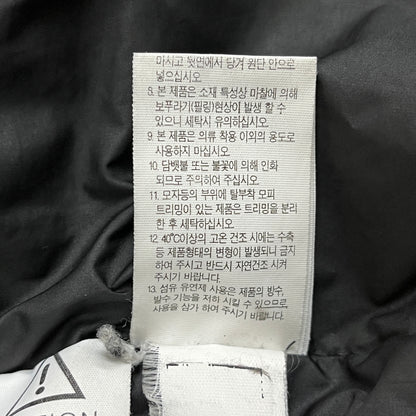 마시고 뒷면에서 당겨 원단 안으로
넣으십시오.
8. 본 제품은 소재 특성상 마찰에 의해
보푸라기(필링)현상이 발생 할 수
있으니 세탁시 유의하십시오.
9. 본 제품은 의류 착용 이외의 용도로
사용하지 마십시오.
10. 담뱃불 또는 불꽃에 의해 인화
되므로 주의하여 주십시오.
11. 모자등의 부위에 탈부착 모피
트리밍이 있는 제품은 트리밍을 분리
한 후 세탁하십시오.
12. 40℃이상의 고온 건조 시에는 수축
등 제품형태의 변형이 발생되니 금지
하여 주시고 반드시 자연건조 시켜
주시기 바랍니다.
13. 섬유 유연제 사용은 제품의 방수,
발수 기능을 저하 시킬 수 있으므로
사용을 삼가 하여 주시기 바랍니다.